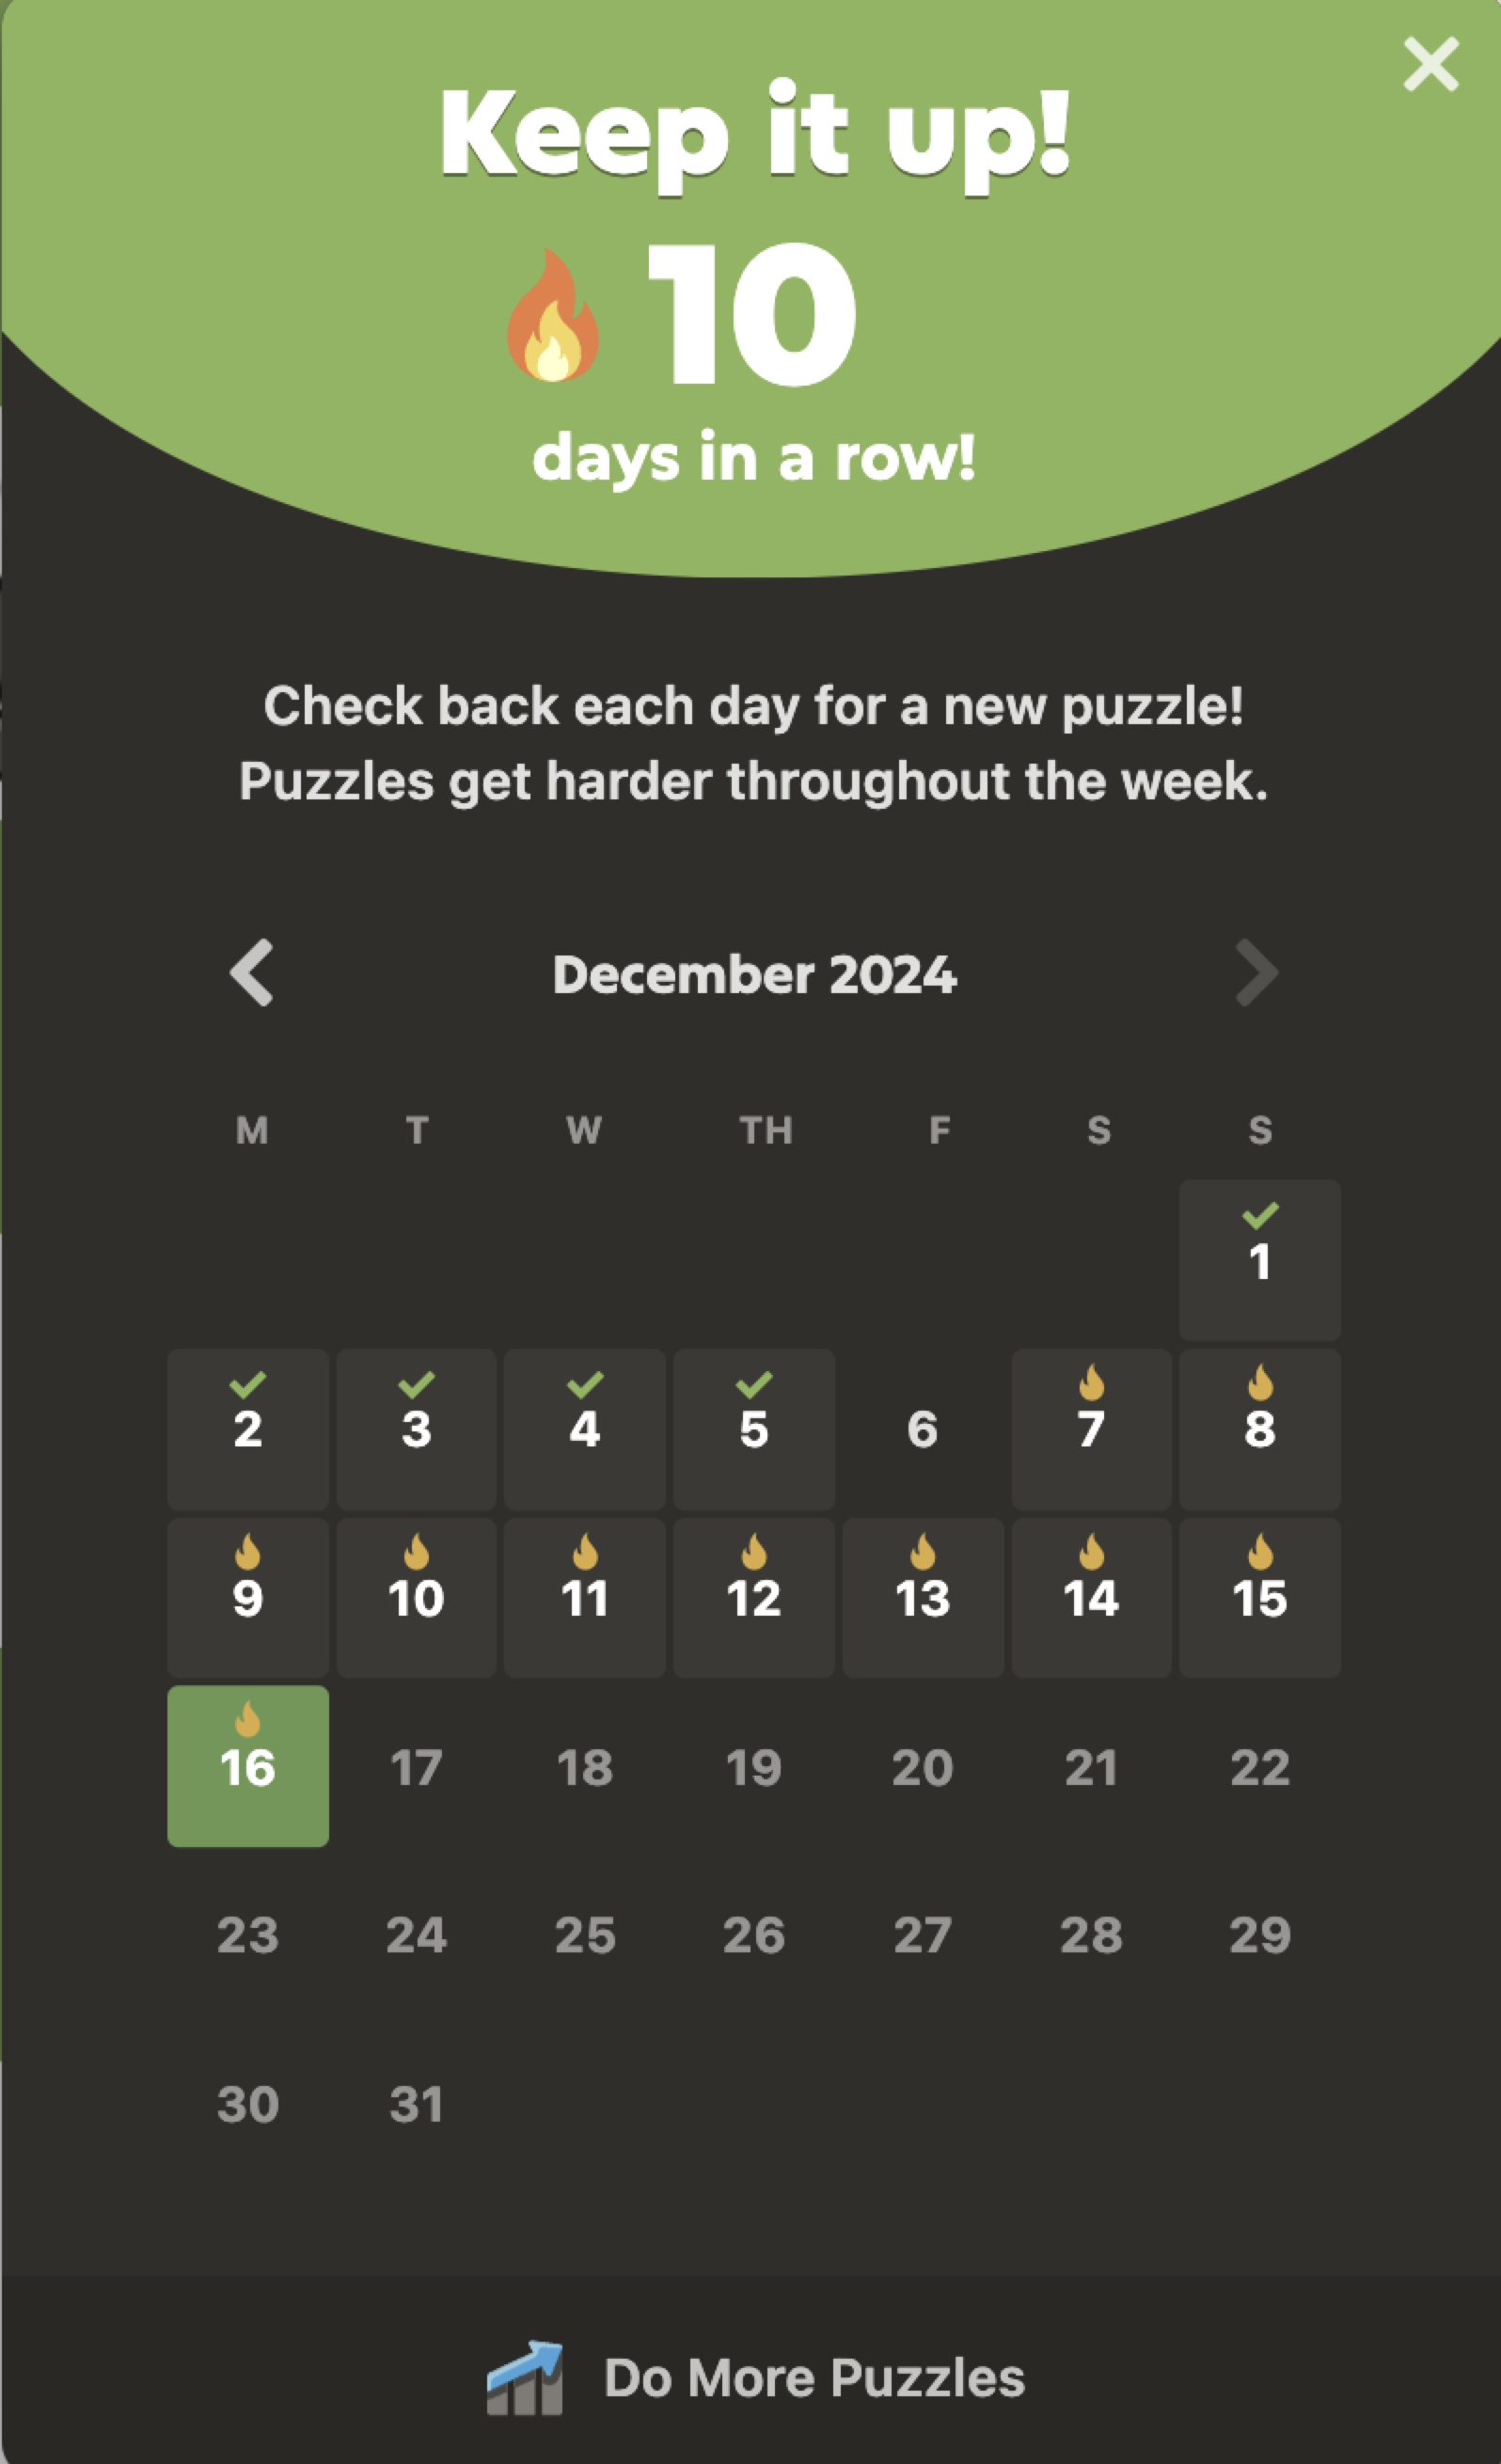 Keep it up!
10
days in a row!
Check back each day for a new puzzle!
Puzzles get harder throughout the week.
December 2024
M T W TH F S S
1
2 3 4 5 6 7 8
9 10 11 12 13 14 15
16 17 18 19 20 21 22
23 24 25 26 27 28 29
30 31
Do More Puzzles